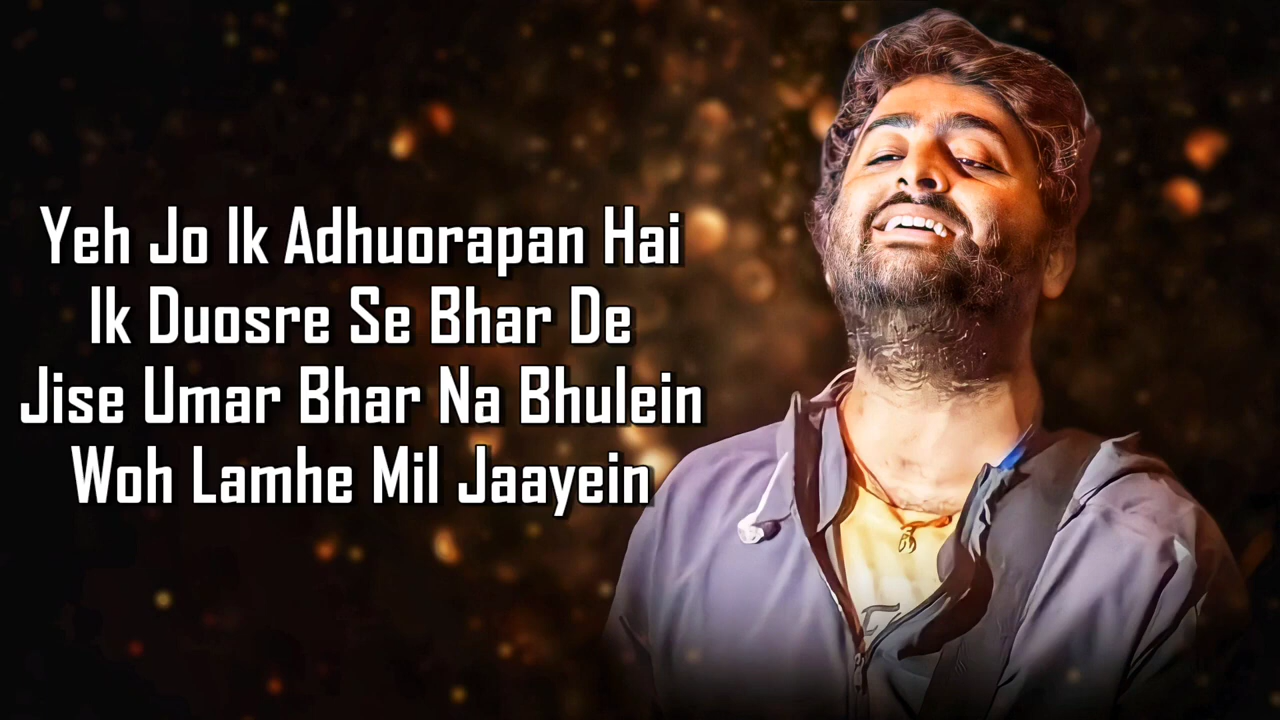 Yeh Jo Ik Adhuorapan Hai
Ik Duosre Se Bhar De
Jise Umar Bhar Na Bhulein
Woh Lamhe Mil Jaayein